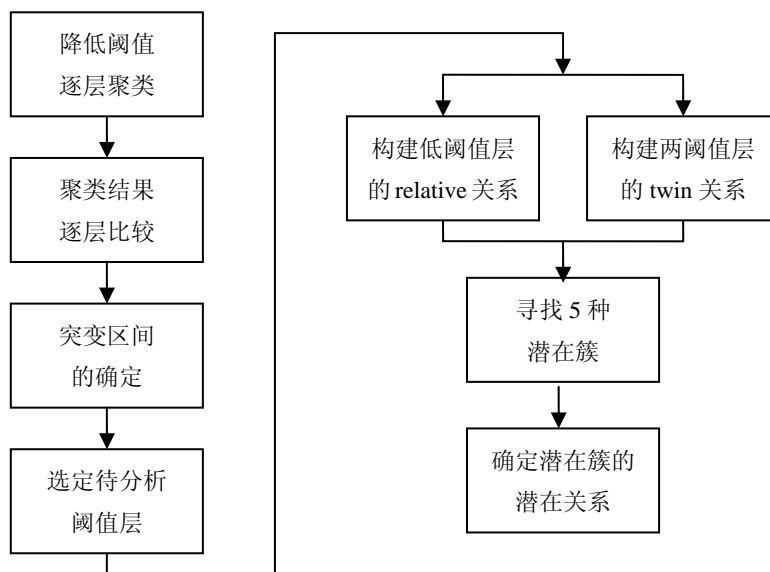 降低阈值
逐层聚类
聚类结果
逐层比较
突变区间
的确定
选定待分析
阈值层
构建低阈值层
的 relative 关系
构建两阈值层
的 twin 关系
寻找 5 种
潜在簇
确定潜在簇的
潜在关系